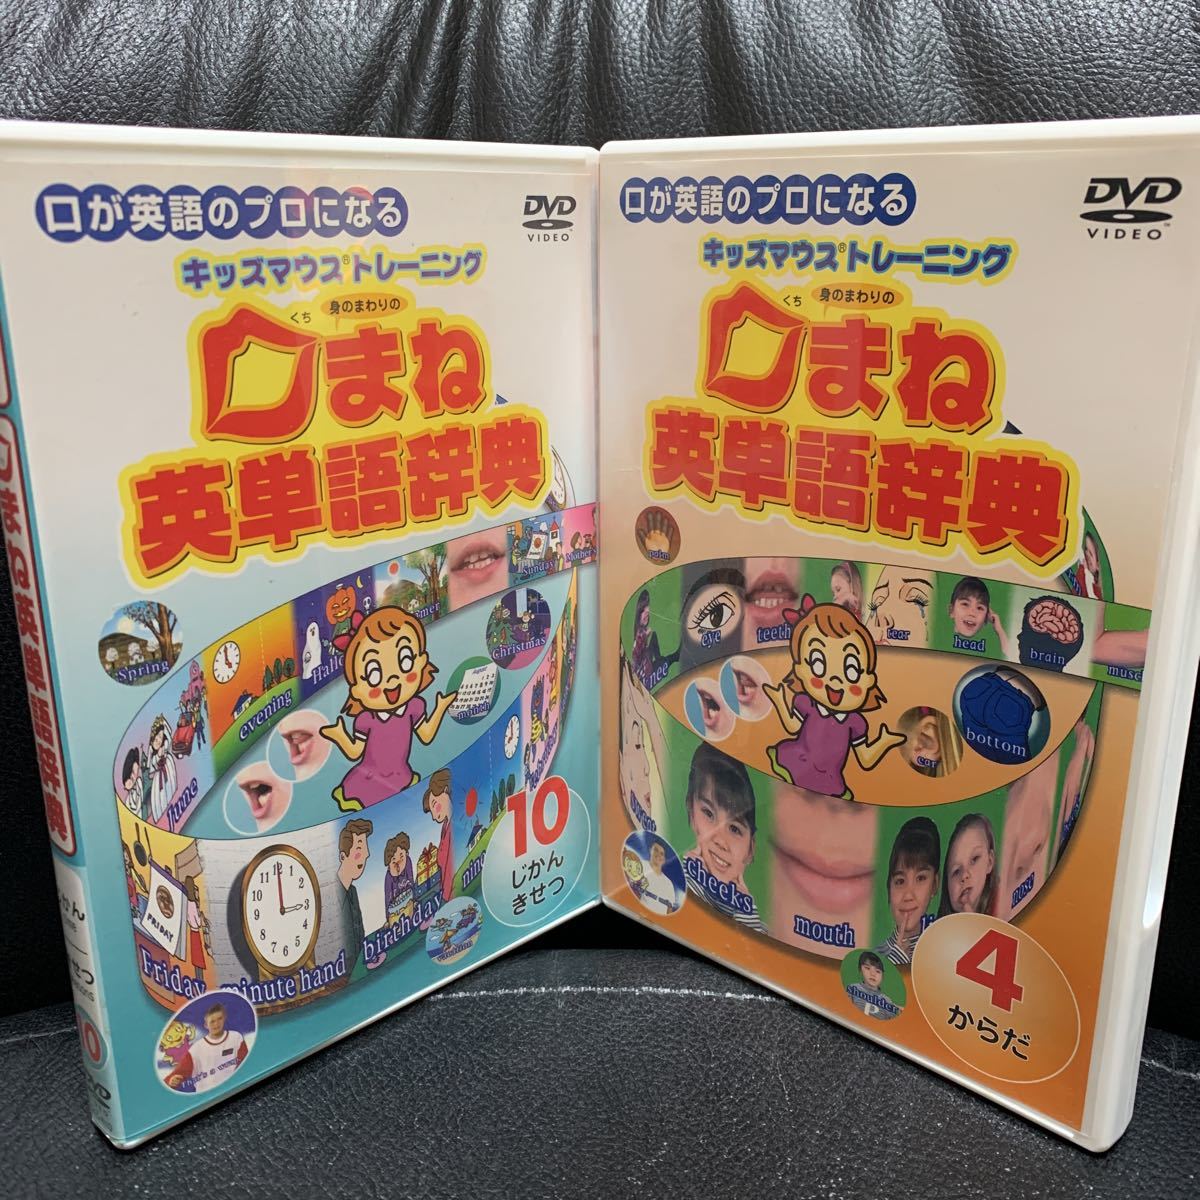 口が英語のプロになる
DVD
VIDEO
キッズマウス®トレーニング
くち
身のまわりの
口まね
英単語辞典
Spring
evening
Sunday
Christmas
August
month
June
FRIDAY
Friday
minute hand
birthday
vacation
10
じかん
きせつ
口まね英単語辞典
10
DVD
口が英語のプロになる
DVD
VIDEO
キッズマウス®トレーニング
くち
身のまわりの
口まね
英単語辞典
palm
eye
teeth
tear
head
brain
ear
bottom
cheeks
mouth
shoulder
4
からだ